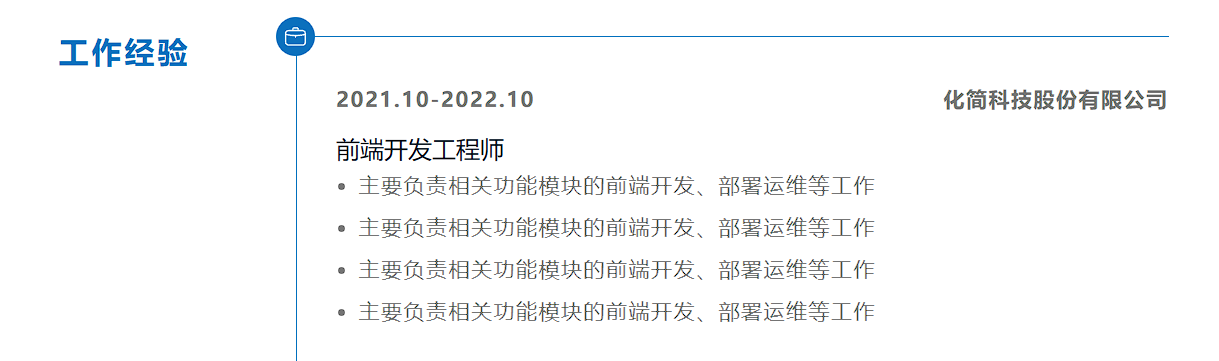 工作经验
2021.10-2022.10 化简科技股份有限公司
前端开发工程师
• 主要负责相关功能模块的前端开发、部署运维等工作
• 主要负责相关功能模块的前端开发、部署运维等工作
• 主要负责相关功能模块的前端开发、部署运维等工作
• 主要负责相关功能模块的前端开发、部署运维等工作